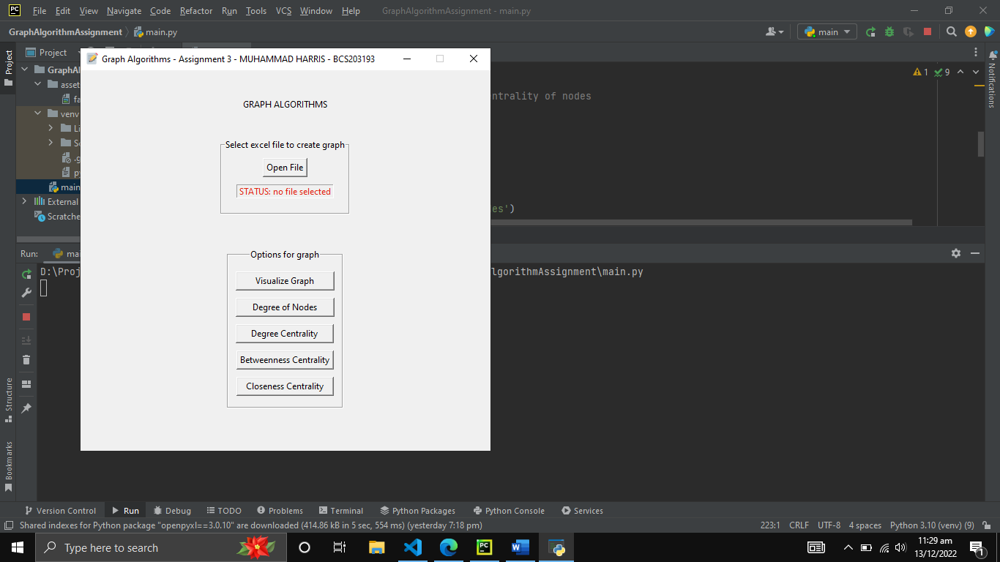 PC File Edit View Navigate Code Refactor Run Tools VCS Window Help GraphAlgorithmAssignment - main.py
GraphAlgorithmAssignment main.py main
Project
Graph Algorithms - Assignment 3 - MUHAMMAD HARRIS - BCS203193
GRAPH ALGORITHMS
Select excel file to create graph
Open File
STATUS: no file selected
Options for graph
Visualize Graph
Degree of Nodes
Degree Centrality
Betweenness Centrality
Closeness Centrality
Project
GraphAl
asset
fa
venv
Li
Sc
.g
py
main
External
Scratche
ntrality of nodes
es')
1 9
Notifications
Run: mai
D:\Proj lgorithmAssignment\main.py
Structure
Bookmarks
Version Control Run Debug TODO Problems Terminal Python Packages Python Console Services
Shared indexes for Python package "openpyxl==3.0.10" are downloaded (414.86 kB in 5 sec, 554 ms) (yesterday 7:18 pm) 223:1 CRLF UTF-8 4 spaces Python 3.10 (venv) (9)
Type here to search PC W 11:29 am
13/12/2022 1